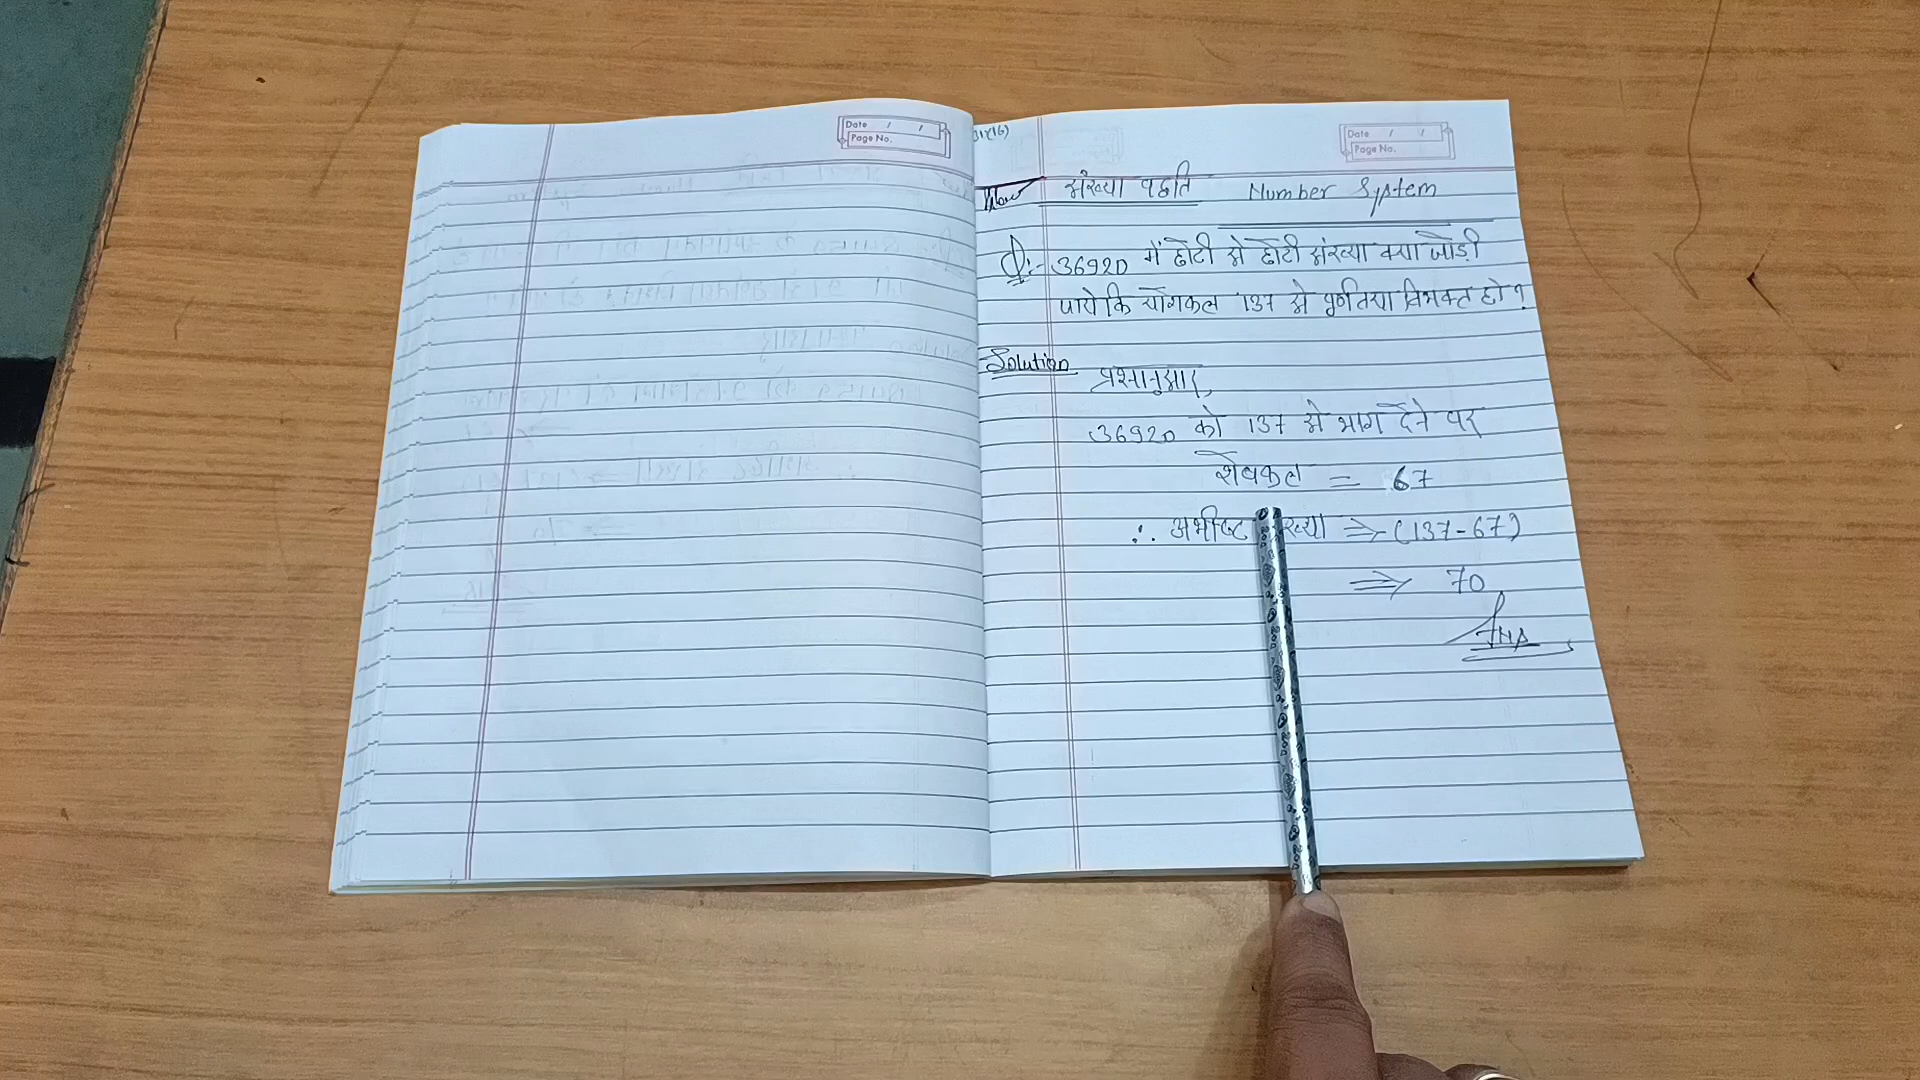 Date / /
Page No.
Date / /
Page No.
संख्या पद्धति Number System
Q:- 36920 में छोटी से छोटी संख्या क्या जोड़ी
जाये कि योगफल 137 से पूर्णतया विभक्त हो?
Solution
प्रश्नानुसार,
36920 को 137 से भाग देने पर
शेषफल = 67
∴ अभीष्ट ख्या ⇒ (137-67)
⇒ 70
Ans